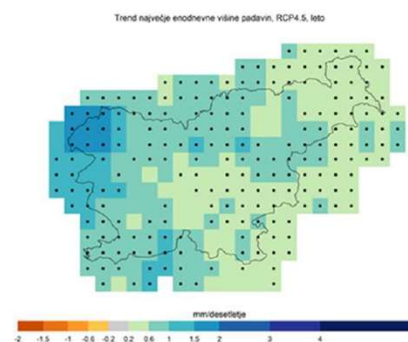 Trend največje enodnevne višine padavin, RCP4.5, leto
mm/desetletje
-2 -1.5 -1 -0.6 -0.2 0.2 0.6 1 1.5 2 3 4